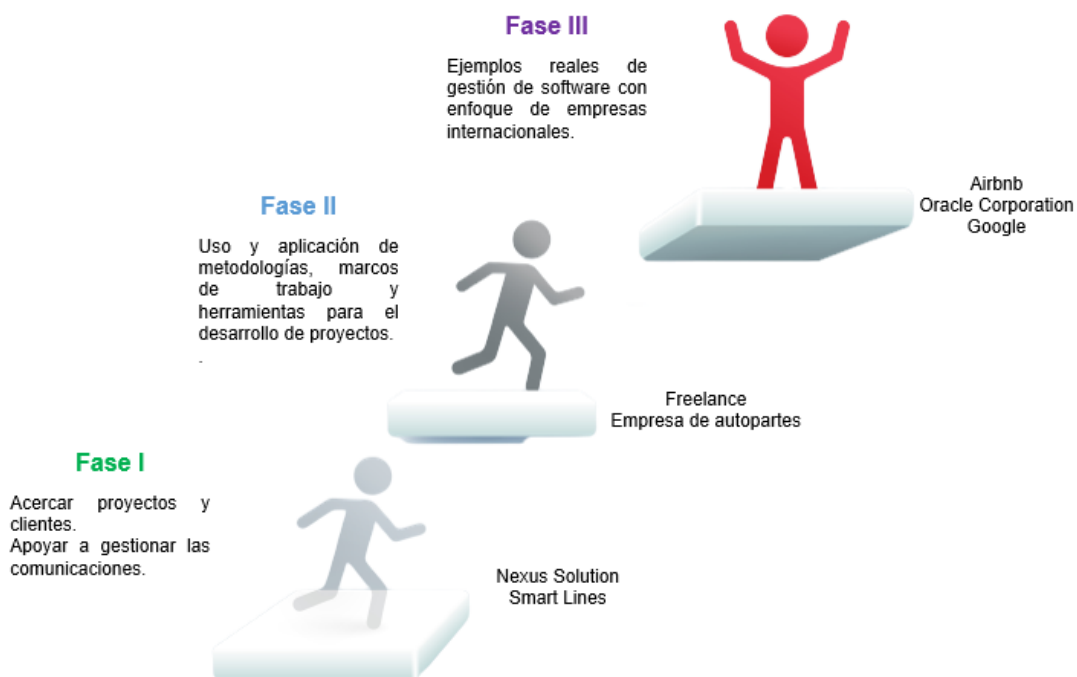 Fase III
Ejemplos reales de
gestión de software con
enfoque de empresas
internacionales.
Airbnb
Oracle Corporation
Google
Fase II
Uso y aplicación de
metodologías, marcos
de trabajo y
herramientas para el
desarrollo de proyectos.
.
Freelance
Empresa de autopartes
Fase I
Acercar proyectos y
clientes.
Apoyar a gestionar las
comunicaciones.
Nexus Solution
Smart Lines